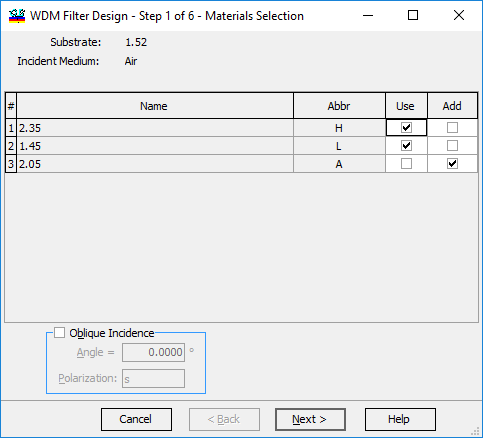 WDM Filter Design - Step 1 of 6 - Materials Selection
Substrate: 1.52
Incident Medium: Air
# Name Abbr Use Add
1 2.35 H
2 1.45 L
3 2.05 A
Oblique Incidence
Angle = 0.0000 °
Polarization: s
Cancel < Back Next > Help